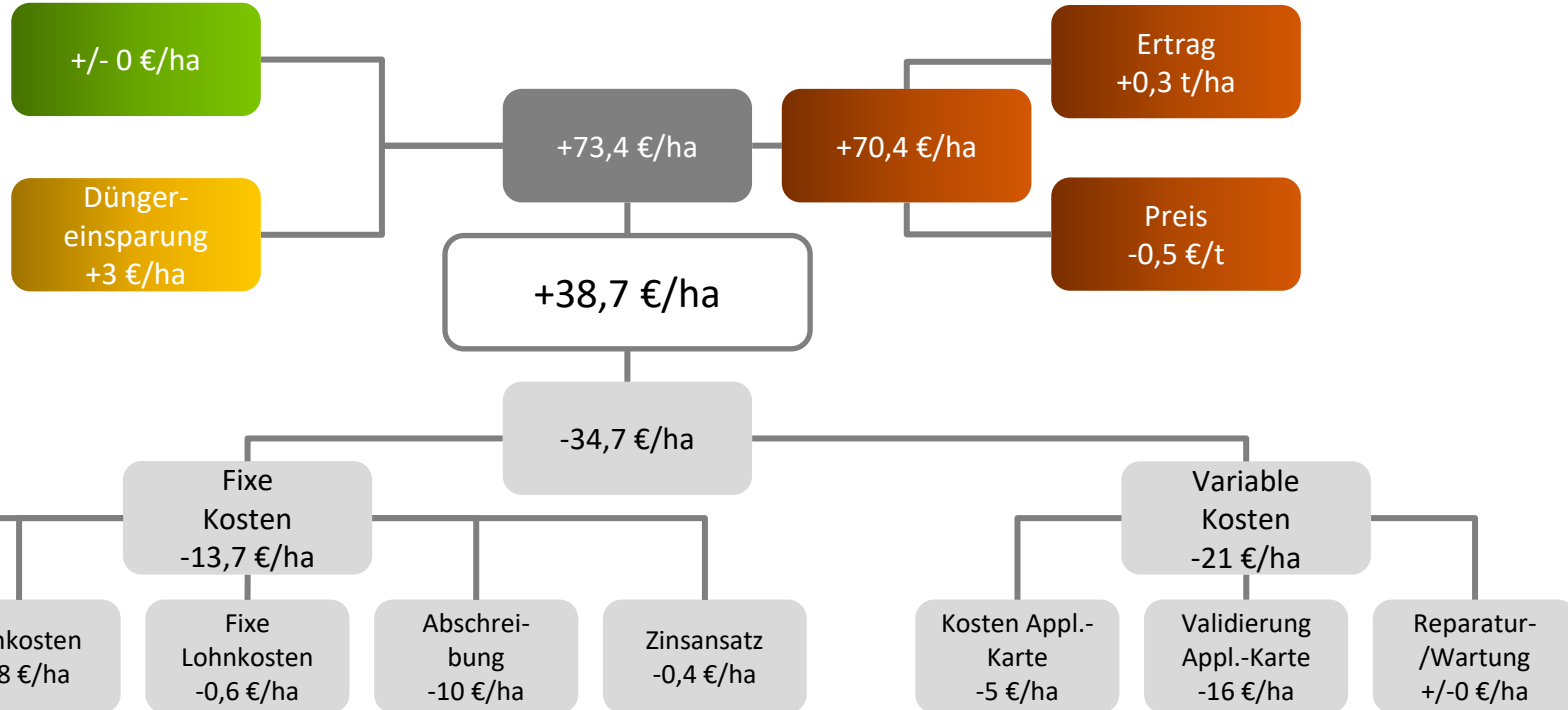 +/- 0 €/ha
Dünger-
einsparung
+3 €/ha
+73,4 €/ha
+70,4 €/ha
Ertrag
+0,3 t/ha
Preis
-0,5 €/t
+38,7 €/ha
-34,7 €/ha
Fixe
Kosten
-13,7 €/ha
Variable
Kosten
-21 €/ha
€/ha
Fixe
Lohnkosten
-0,6 €/ha
Abschrei-
bung
-10 €/ha
Zinsansatz
-0,4 €/ha
Kosten Appl.-
Karte
-5 €/ha
Validierung
Appl.-Karte
-16 €/ha
Reparatur-
/Wartung
+/-0 €/ha